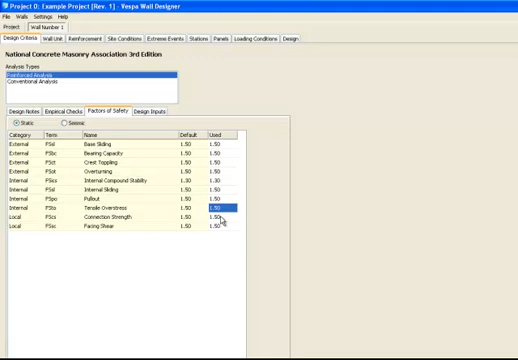 Project 0: Example Project [Rev. 1] - Vespa Wall Designer
File Walls Settings Help
Project Wall Number 1
Design Criteria Wall Unit Reinforcement Site Conditions Extreme Events Stations Panels Loading Conditions Design
National Concrete Masonry Association 3rd Edition
Analysis Types
Reinforced Analysis
Conventional Analysis
Design Notes Empirical Checks Factors of Safety Design Inputs
Static Seismic
Category Term Name Default Used
External FSsl Base Sliding 1.50 1.50
External FSbc Bearing Capacity 1.50 1.50
External FSct Crest Toppling 1.50 1.50
External FSot Overturning 1.50 1.50
Internal FScs Internal Compound Stability 1.30 1.30
Internal FSsl Internal Sliding 1.50 1.50
Internal FSpo Pullout 1.50 1.50
Internal FSto Tensile Overstress 1.50 1.50
Local FScs Connection Strength 1.50 1.50
Local FSsc Facing Shear 1.50 1.50